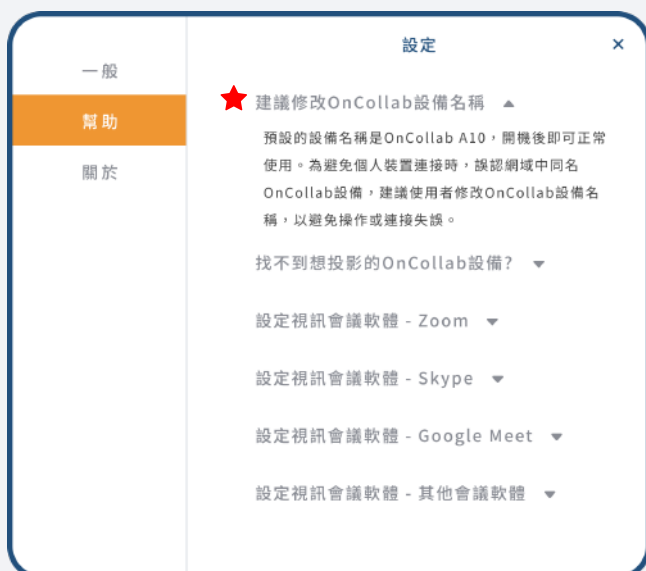 設定
一般
幫助
關於
建議修改OnCollab設備名稱
預設的設備名稱是OnCollab A10，開機後即可正常
使用。為避免個人裝置連接時，誤認網域中同名
OnCollab設備，建議使用者修改OnCollab設備名
稱，以避免操作或連接失誤。
找不到想投影的OnCollab設備?
設定視訊會議軟體 - Zoom
設定視訊會議軟體 - Skype
設定視訊會議軟體 - Google Meet
設定視訊會議軟體 - 其他會議軟體